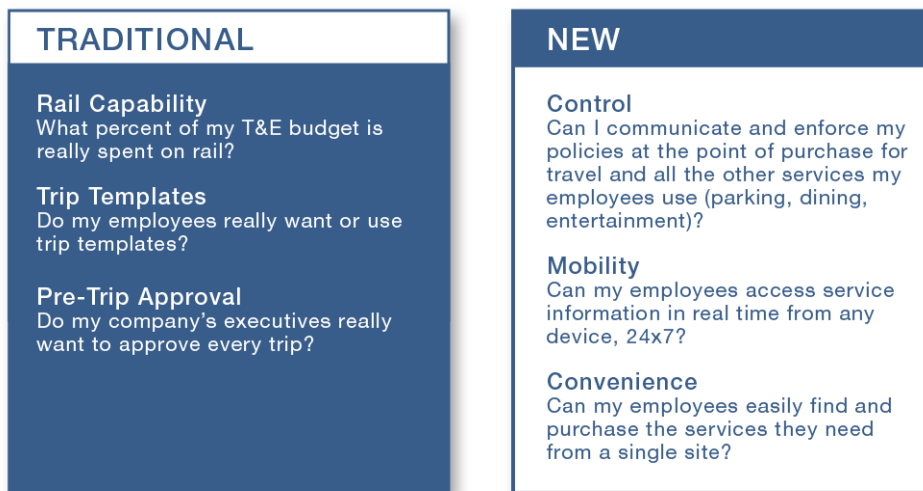 TRADITIONAL
Rail Capability
What percent of my T&E budget is
really spent on rail?
Trip Templates
Do my employees really want or use
trip templates?
Pre-Trip Approval
Do my company's executives really
want to approve every trip?
NEW
Control
Can I communicate and enforce my
policies at the point of purchase for
travel and all the other services my
employees use (parking, dining,
entertainment)?
Mobility
Can my employees access service
information in real time from any
device, 24x7?
Convenience
Can my employees easily find and
purchase the services they need
from a single site?